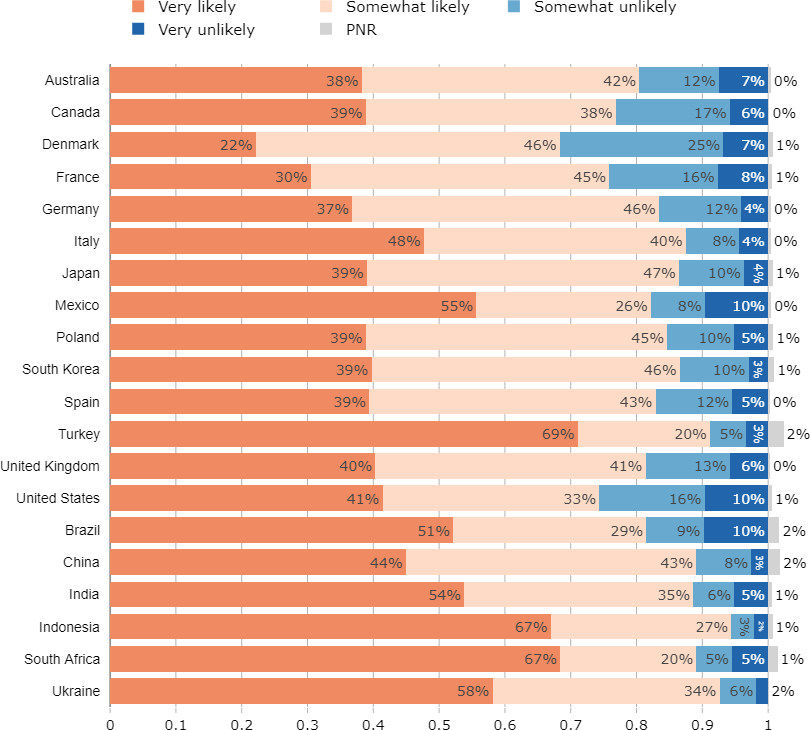 Very likely Somewhat likely Somewhat unlikely
Very unlikely PNR
Australia 38% 42% 12% 7% 0%
Canada 39% 38% 17% 6% 0%
Denmark 22% 46% 25% 7% 1%
France 30% 45% 16% 8% 1%
Germany 37% 46% 12% 4% 0%
Italy 48% 40% 8% 4% 0%
Japan 39% 47% 10% 4% 1%
Mexico 55% 26% 8% 10% 0%
Poland 39% 45% 10% 5% 1%
South Korea 39% 46% 10% 3% 1%
Spain 39% 43% 12% 5% 0%
Turkey 69% 20% 5% 3% 2%
United Kingdom 40% 41% 13% 6% 0%
United States 41% 33% 16% 10% 1%
Brazil 51% 29% 9% 10% 2%
China 44% 43% 8% 3% 2%
India 54% 35% 6% 5% 1%
Indonesia 67% 27% 3% 2% 1%
South Africa 67% 20% 5% 5% 1%
Ukraine 58% 34% 6% 2%
0 0.1 0.2 0.3 0.4 0.5 0.6 0.7 0.8 0.9 1